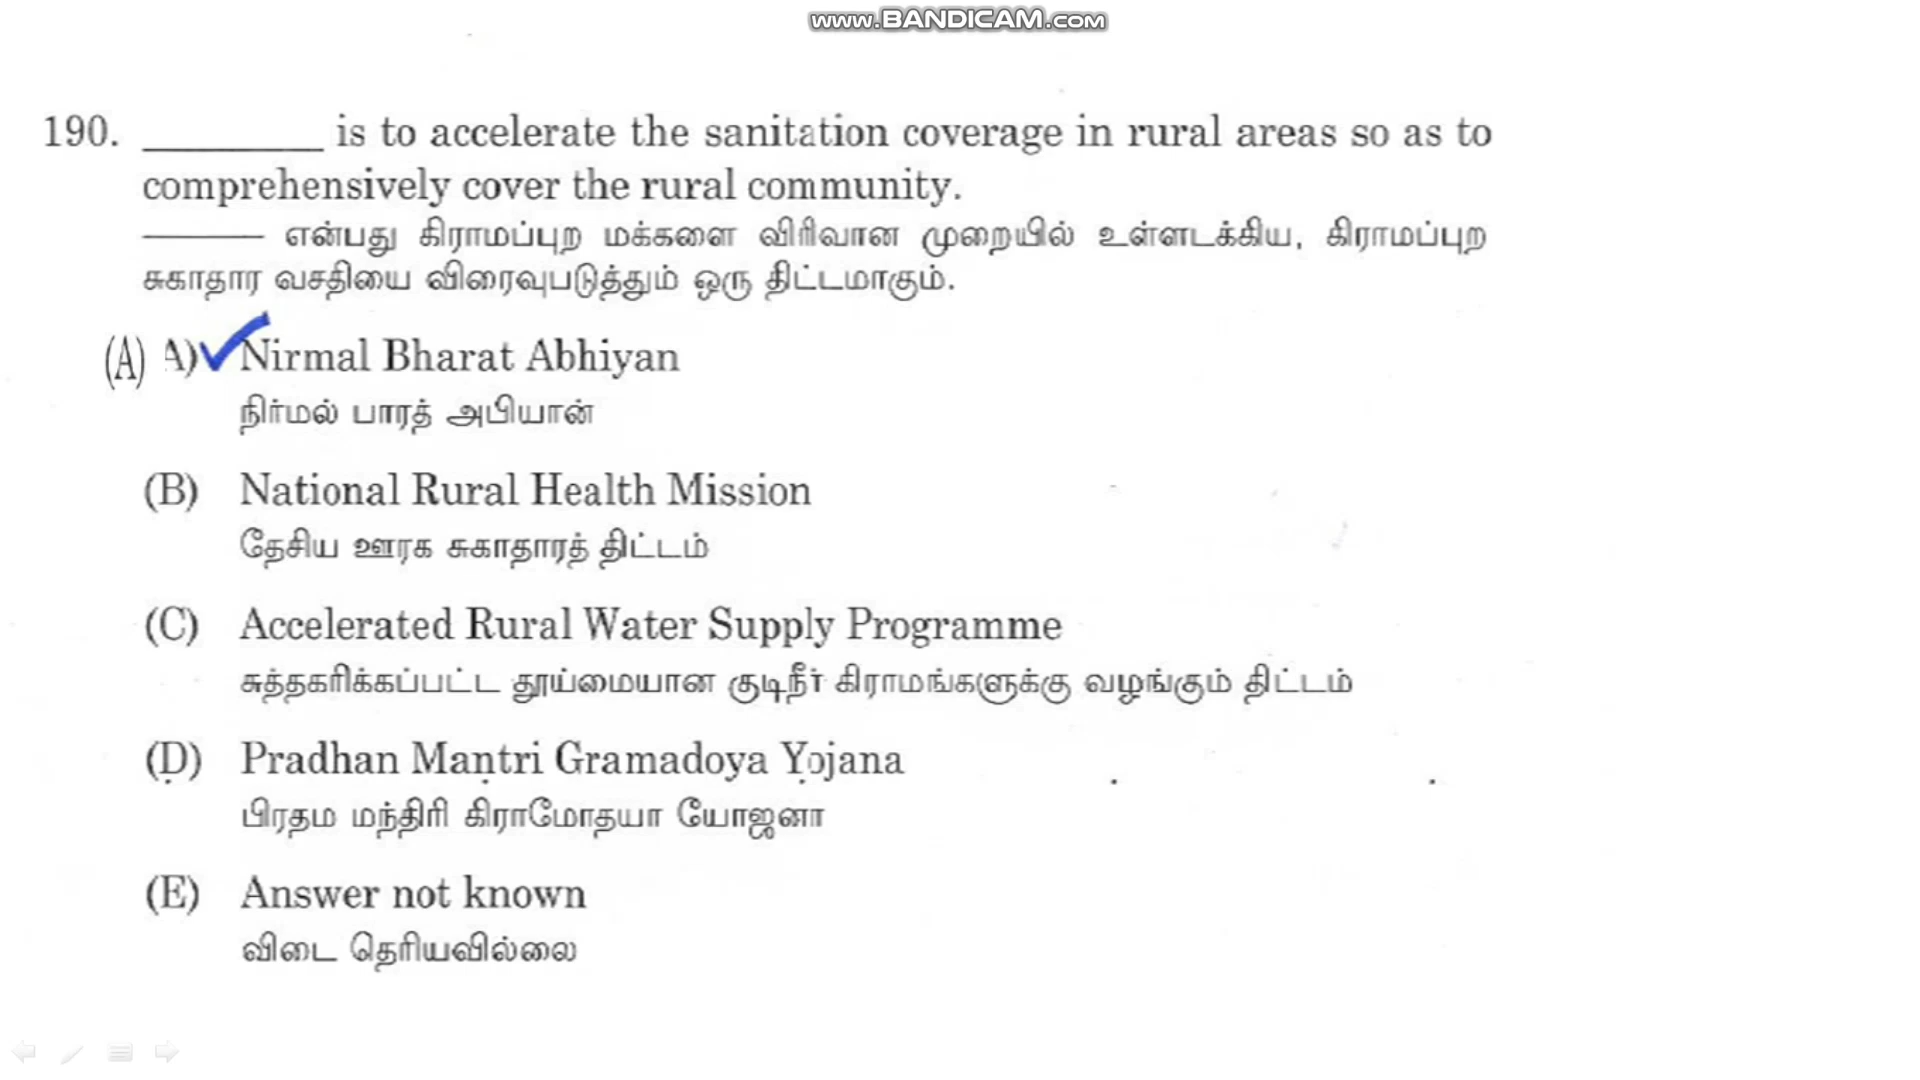 www.BANDICAM.com
190. ________ is to accelerate the sanitation coverage in rural areas so as to
comprehensively cover the rural community.
——— என்பது கிராமப்புற மக்களை விரிவான முறையில் உள்ளடக்கிய, கிராமப்புற
சுகாதார வசதியை விரைவுபடுத்தும் ஒரு திட்டமாகும்.
(A) A) Nirmal Bharat Abhiyan
நிர்மல் பாரத் அபியான்
(B) National Rural Health Mission
தேசிய ஊரக சுகாதாரத் திட்டம்
(C) Accelerated Rural Water Supply Programme
சுத்தகரிக்கப்பட்ட தூய்மையான குடிநீர் கிராமங்களுக்கு வழங்கும் திட்டம்
(D) Pradhan Mantri Gramadoya Yojana
பிரதம மந்திரி கிராமோதயா யோஜனா
(E) Answer not known
விடை தெரியவில்லை